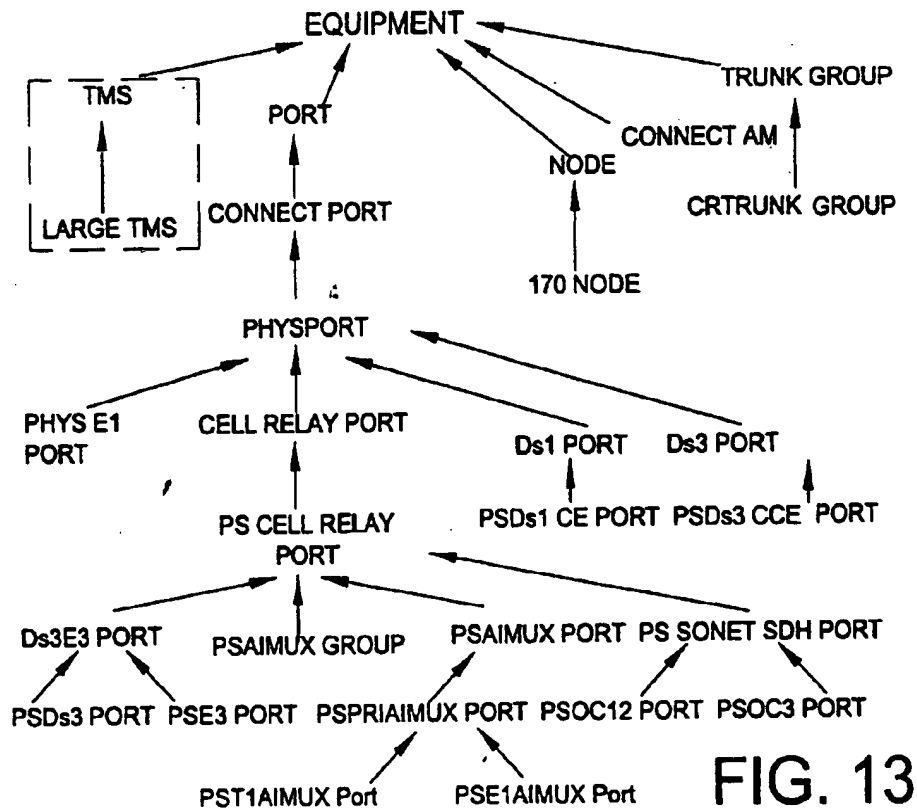 EQUIPMENT
TMS
TRUNK GROUP
PORT
CONNECT AM
NODE
LARGE TMS
CONNECT PORT
CRTRUNK GROUP
170 NODE
PHYSPORT
PHYS E1
PORT
CELL RELAY PORT
Ds1 PORT
Ds3 PORT
PS CELL RELAY
PORT
PSDs1 CE PORT
PSDs3 CCE PORT
Ds3E3 PORT
PSAIMUX GROUP
PSAIMUX PORT
PS SONET SDH PORT
PSDs3 PORT
PSE3 PORT
PSPRIAIMUX PORT
PSOC12 PORT
PSOC3 PORT
PST1AIMUX Port
PSE1AIMUX Port
FIG. 13